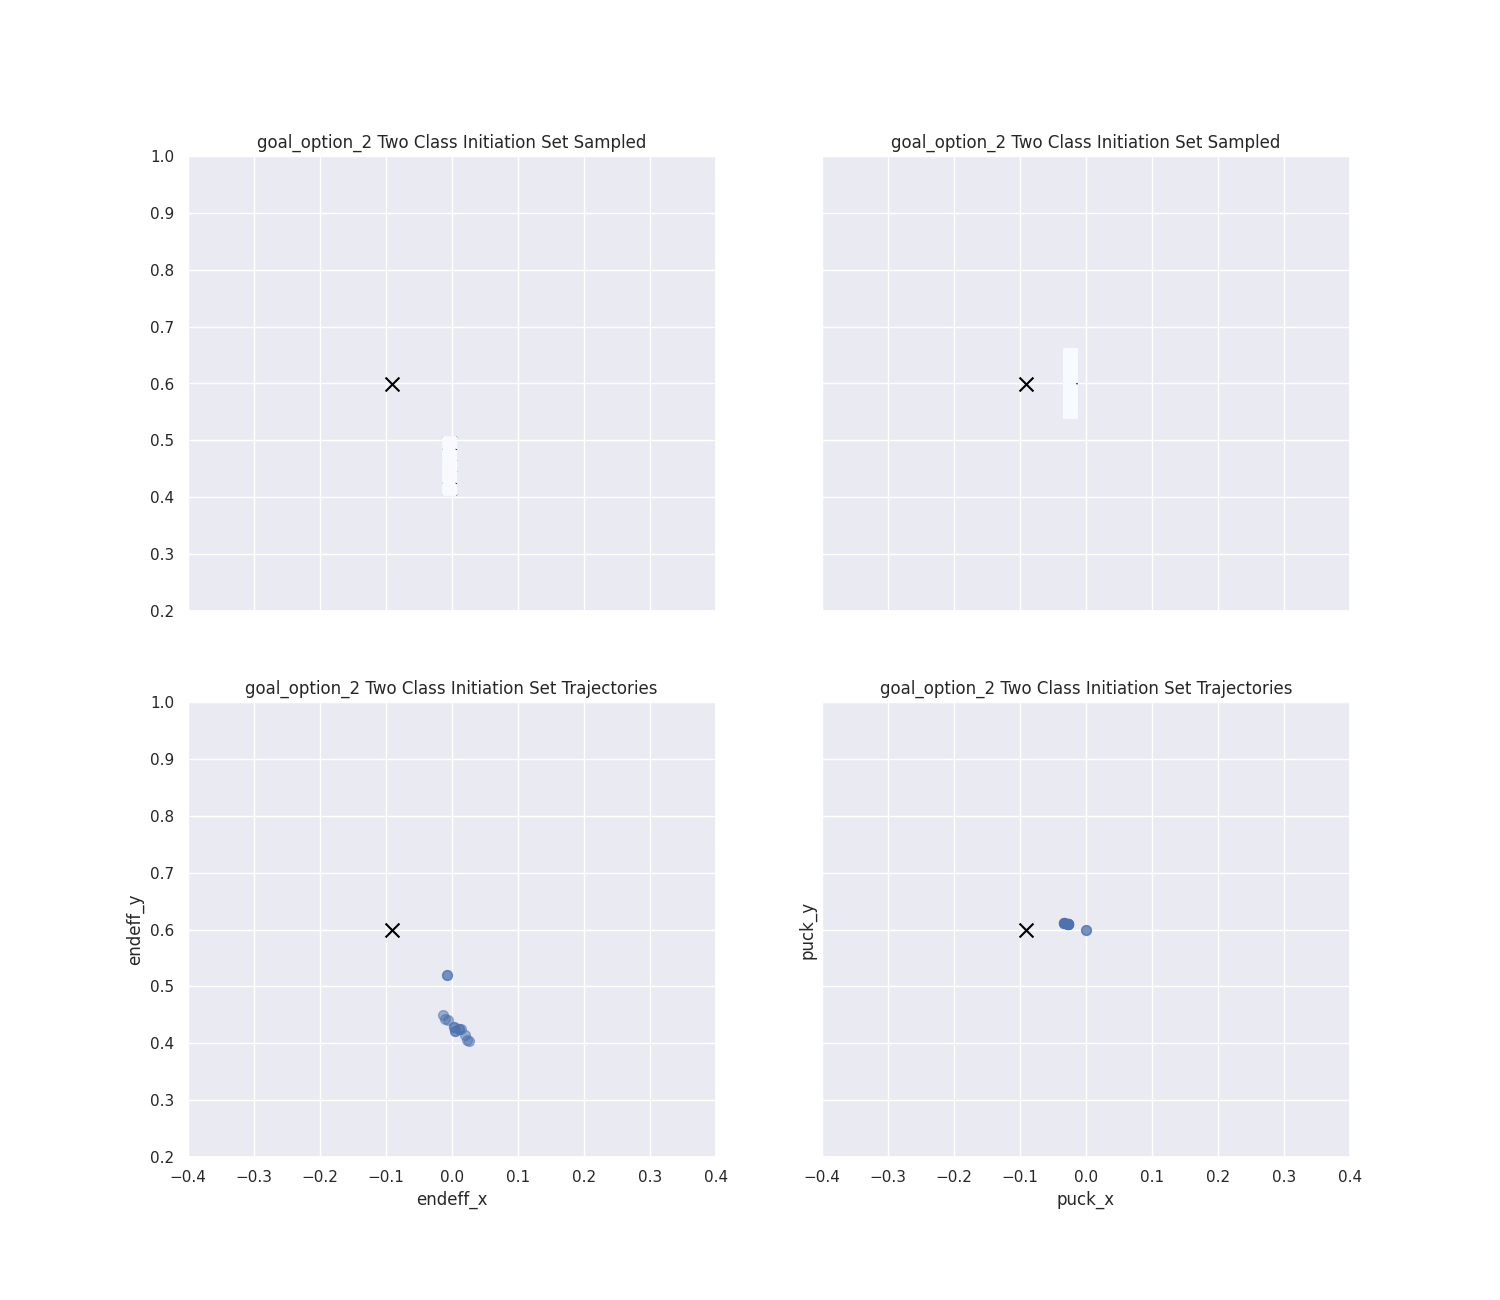 goal_option_2 Two Class Initiation Set Sampled
goal_option_2 Two Class Initiation Set Sampled
1.0
0.9
0.8
0.7
0.6
0.5
0.4
0.3
0.2
goal_option_2 Two Class Initiation Set Trajectories
goal_option_2 Two Class Initiation Set Trajectories
1.0
0.9
0.8
0.7
0.6
0.5
0.4
0.3
0.2
endeff_y
puck_y
−0.4 −0.3 −0.2 −0.1 0.0 0.1 0.2 0.3 0.4
−0.4 −0.3 −0.2 −0.1 0.0 0.1 0.2 0.3 0.4
endeff_x
puck_x